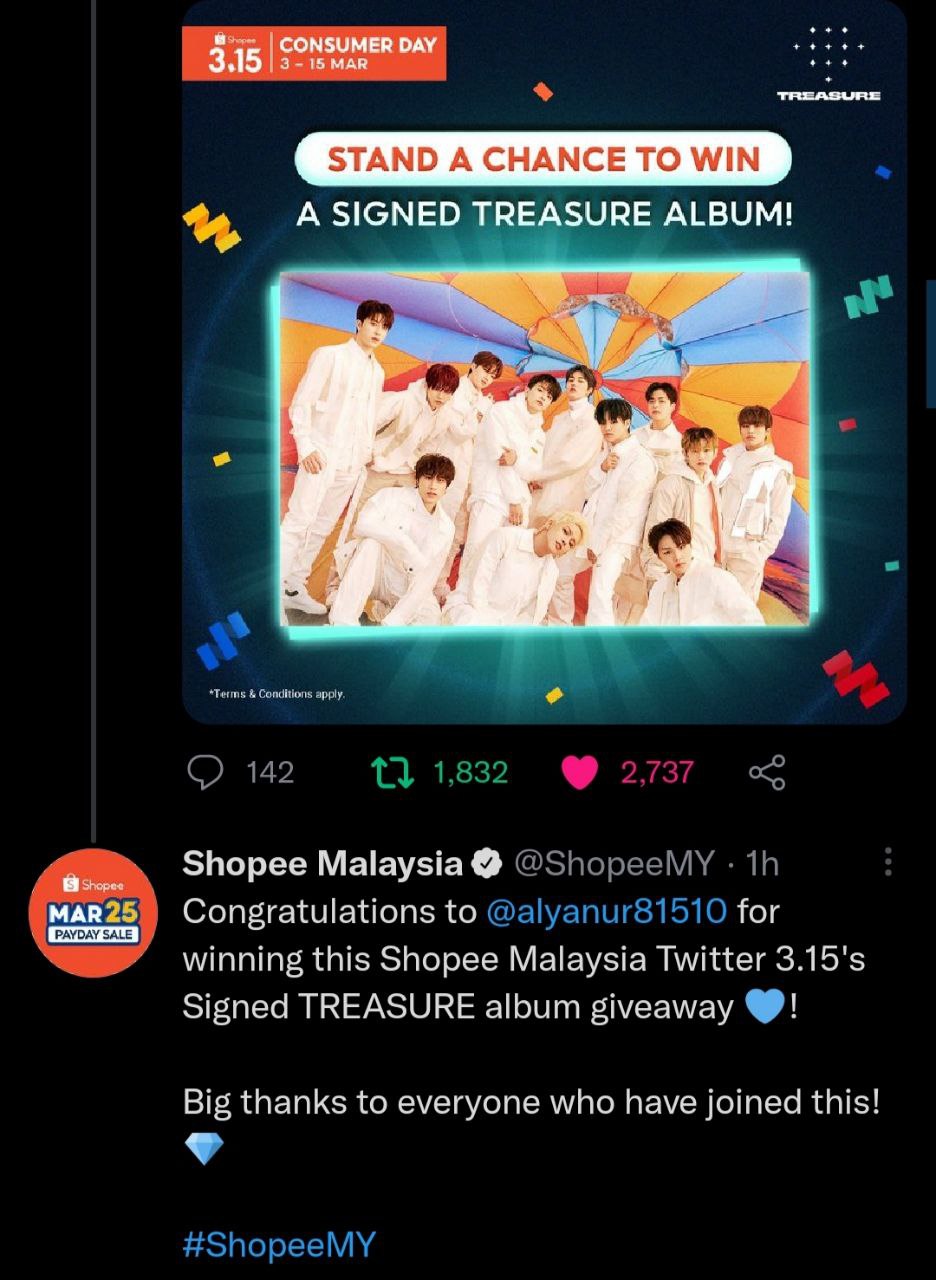 Shopee
3.15
CONSUMER DAY
3 - 15 MAR
TREASURE
STAND A CHANCE TO WIN
A SIGNED TREASURE ALBUM!
*Terms & Conditions apply.
142 1,832 2,737
Shopee Malaysia @ShopeeMY · 1h
Shopee
MAR 25
PAYDAY SALE
Congratulations to @alyanur81510 for
winning this Shopee Malaysia Twitter 3.15's
Signed TREASURE album giveaway 💙!
Big thanks to everyone who have joined this!
💎
#ShopeeMY